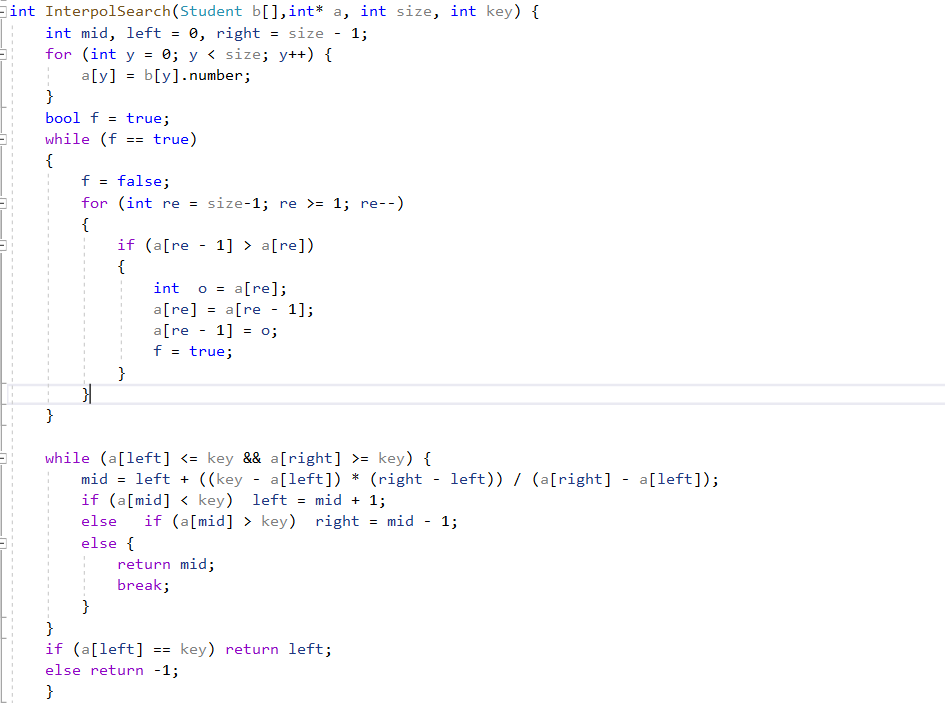 int InterpolSearch(Student b[],int* a, int size, int key) {
    int mid, left = 0, right = size - 1;
    for (int y = 0; y < size; y++) {
        a[y] = b[y].number;
    }
    bool f = true;
    while (f == true)
    {
        f = false;
        for (int re = size-1; re >= 1; re--)
        {
            if (a[re - 1] > a[re])
            {
                int  o = a[re];
                a[re] = a[re - 1];
                a[re - 1] = o;
                f = true;
            }
        }
    }

    while (a[left] <= key && a[right] >= key) {
        mid = left + ((key - a[left]) * (right - left)) / (a[right] - a[left]);
        if (a[mid] < key)  left = mid + 1;
        else   if (a[mid] > key)  right = mid - 1;
        else {
            return mid;
            break;
        }
    }
    if (a[left] == key) return left;
    else return -1;
    }